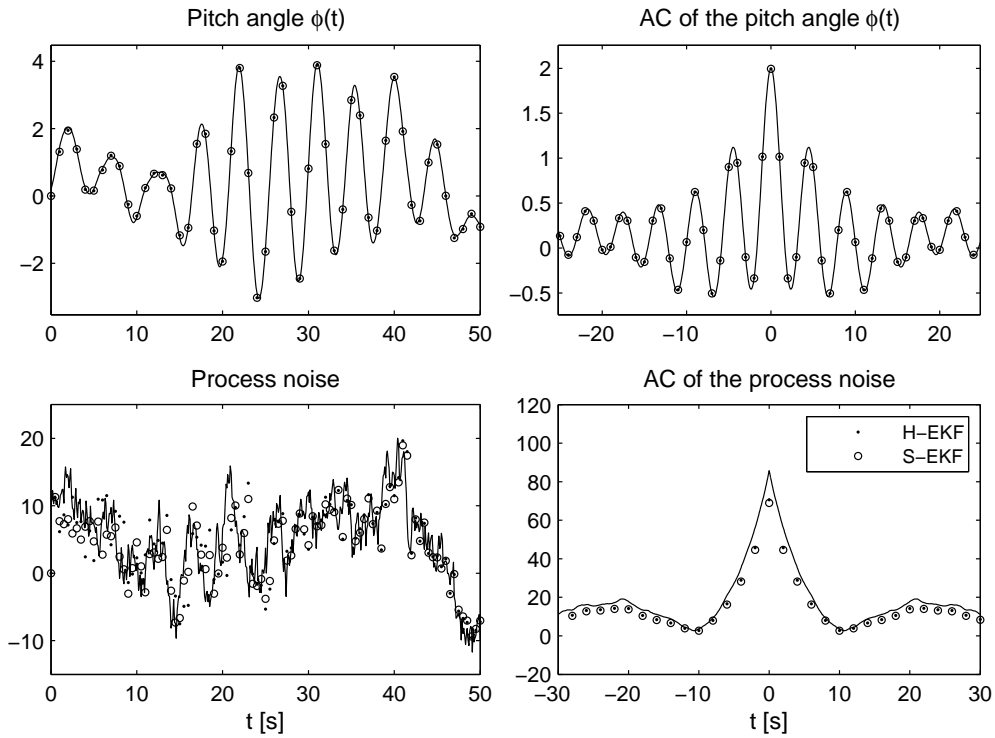 Pitch angle ϕ(t)
4
2
0
−2
0 10 20 30 40 50
AC of the pitch angle ϕ(t)
2
1.5
1
0.5
0
−0.5
−20 −10 0 10 20
Process noise
20
10
0
−10
0 10 20 30 40 50
t [s]
AC of the process noise
120
100
80
60
40
20
0
20
−30 −20 −10 0 10 20 30
t [s]
H−EKF
S−EKF